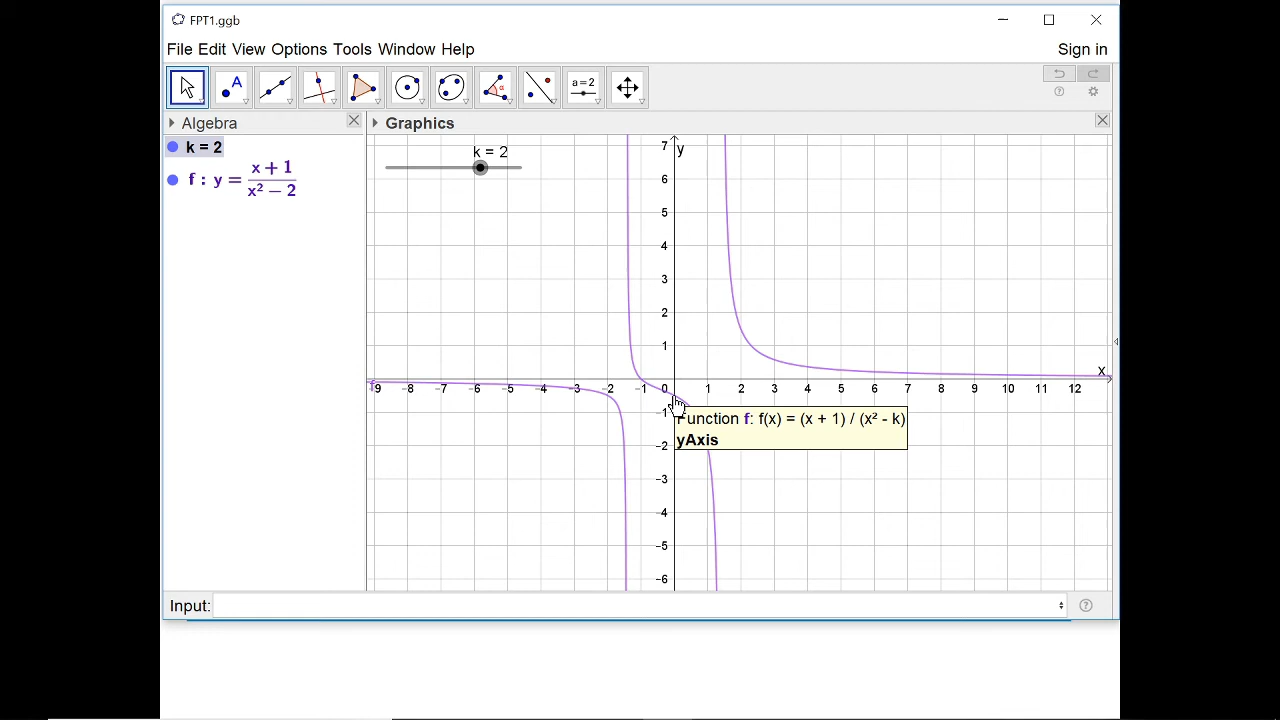 FPT1.ggb
File Edit View Options Tools Window Help
Sign in
A
α
a=2
Algebra
Graphics
k = 2
f : y = (x + 1) / (x² − 2)
k = 2
y
7
6
5
4
3
2
1
x
−9 −8 −7 −6 −5 −4 −3 −2 −1 0 1 2 3 4 5 6 7 8 9 10 11 12
−1
−2
−3
−4
−5
−6
Function f: f(x) = (x + 1) / (x² - k)
yAxis
Input: